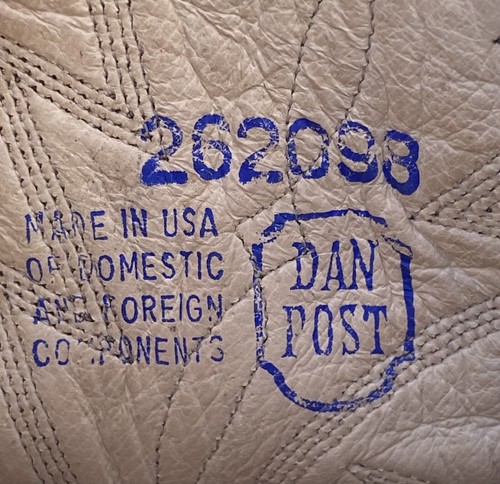 262098
MADE IN USA
OF DOMESTIC
AND FOREIGN
COMPONENTS
DAN
POST